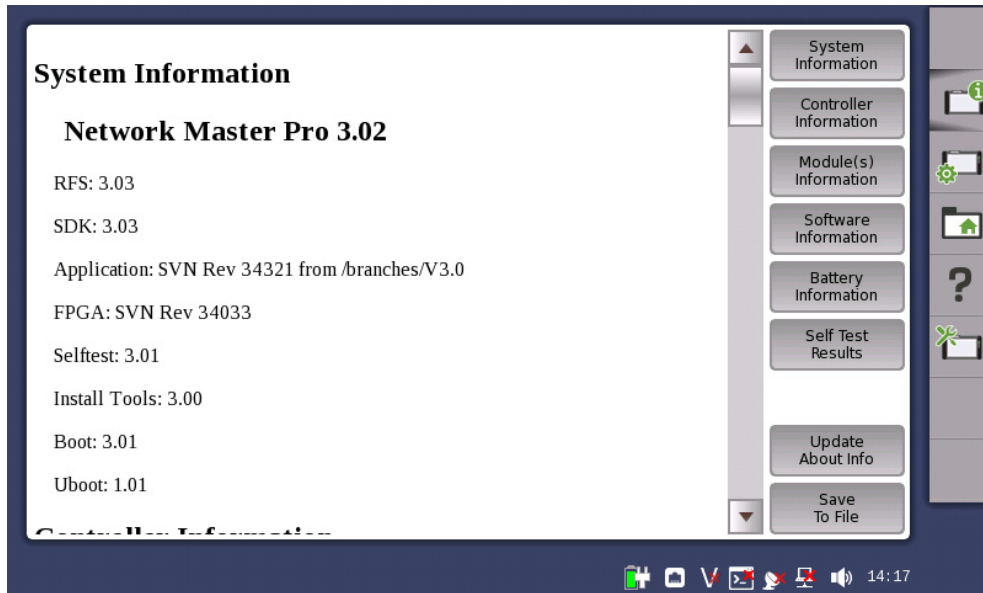 System Information
Network Master Pro 3.02
RFS: 3.03
SDK: 3.03
Application: SVN Rev 34321 from /branches/V3.0
FPGA: SVN Rev 34033
Selftest: 3.01
Install Tools: 3.00
Boot: 3.01
Uboot: 1.01
Controller Information
System
Information
Controller
Information
Module(s)
Information
Software
Information
Battery
Information
Self Test
Results
Update
About Info
Save
To File
14:17